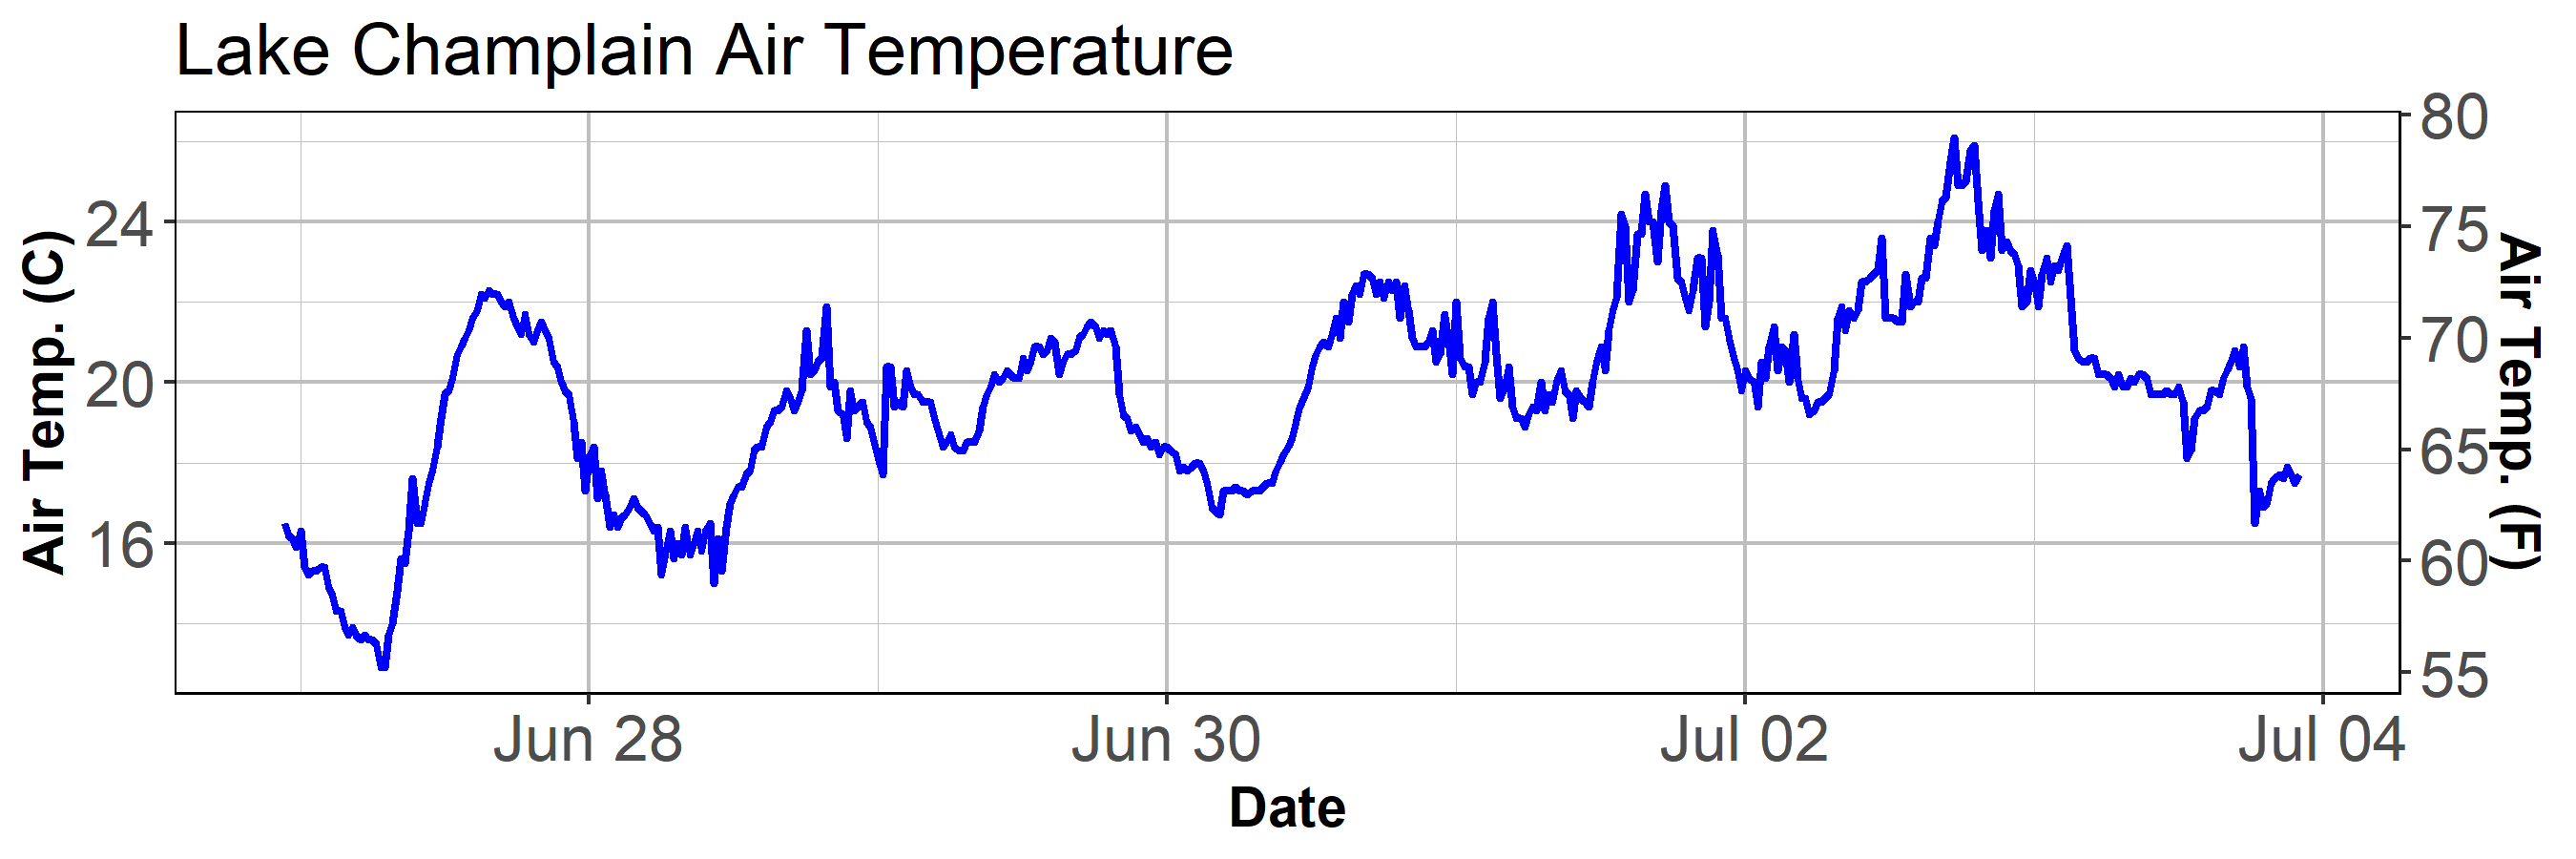 Lake Champlain Air Temperature
Air Temp. (C)
24
20
16
80
75
70
65
60
55
Air Temp. (F)
Jun 28 Jun 30 Jul 02 Jul 04
Date